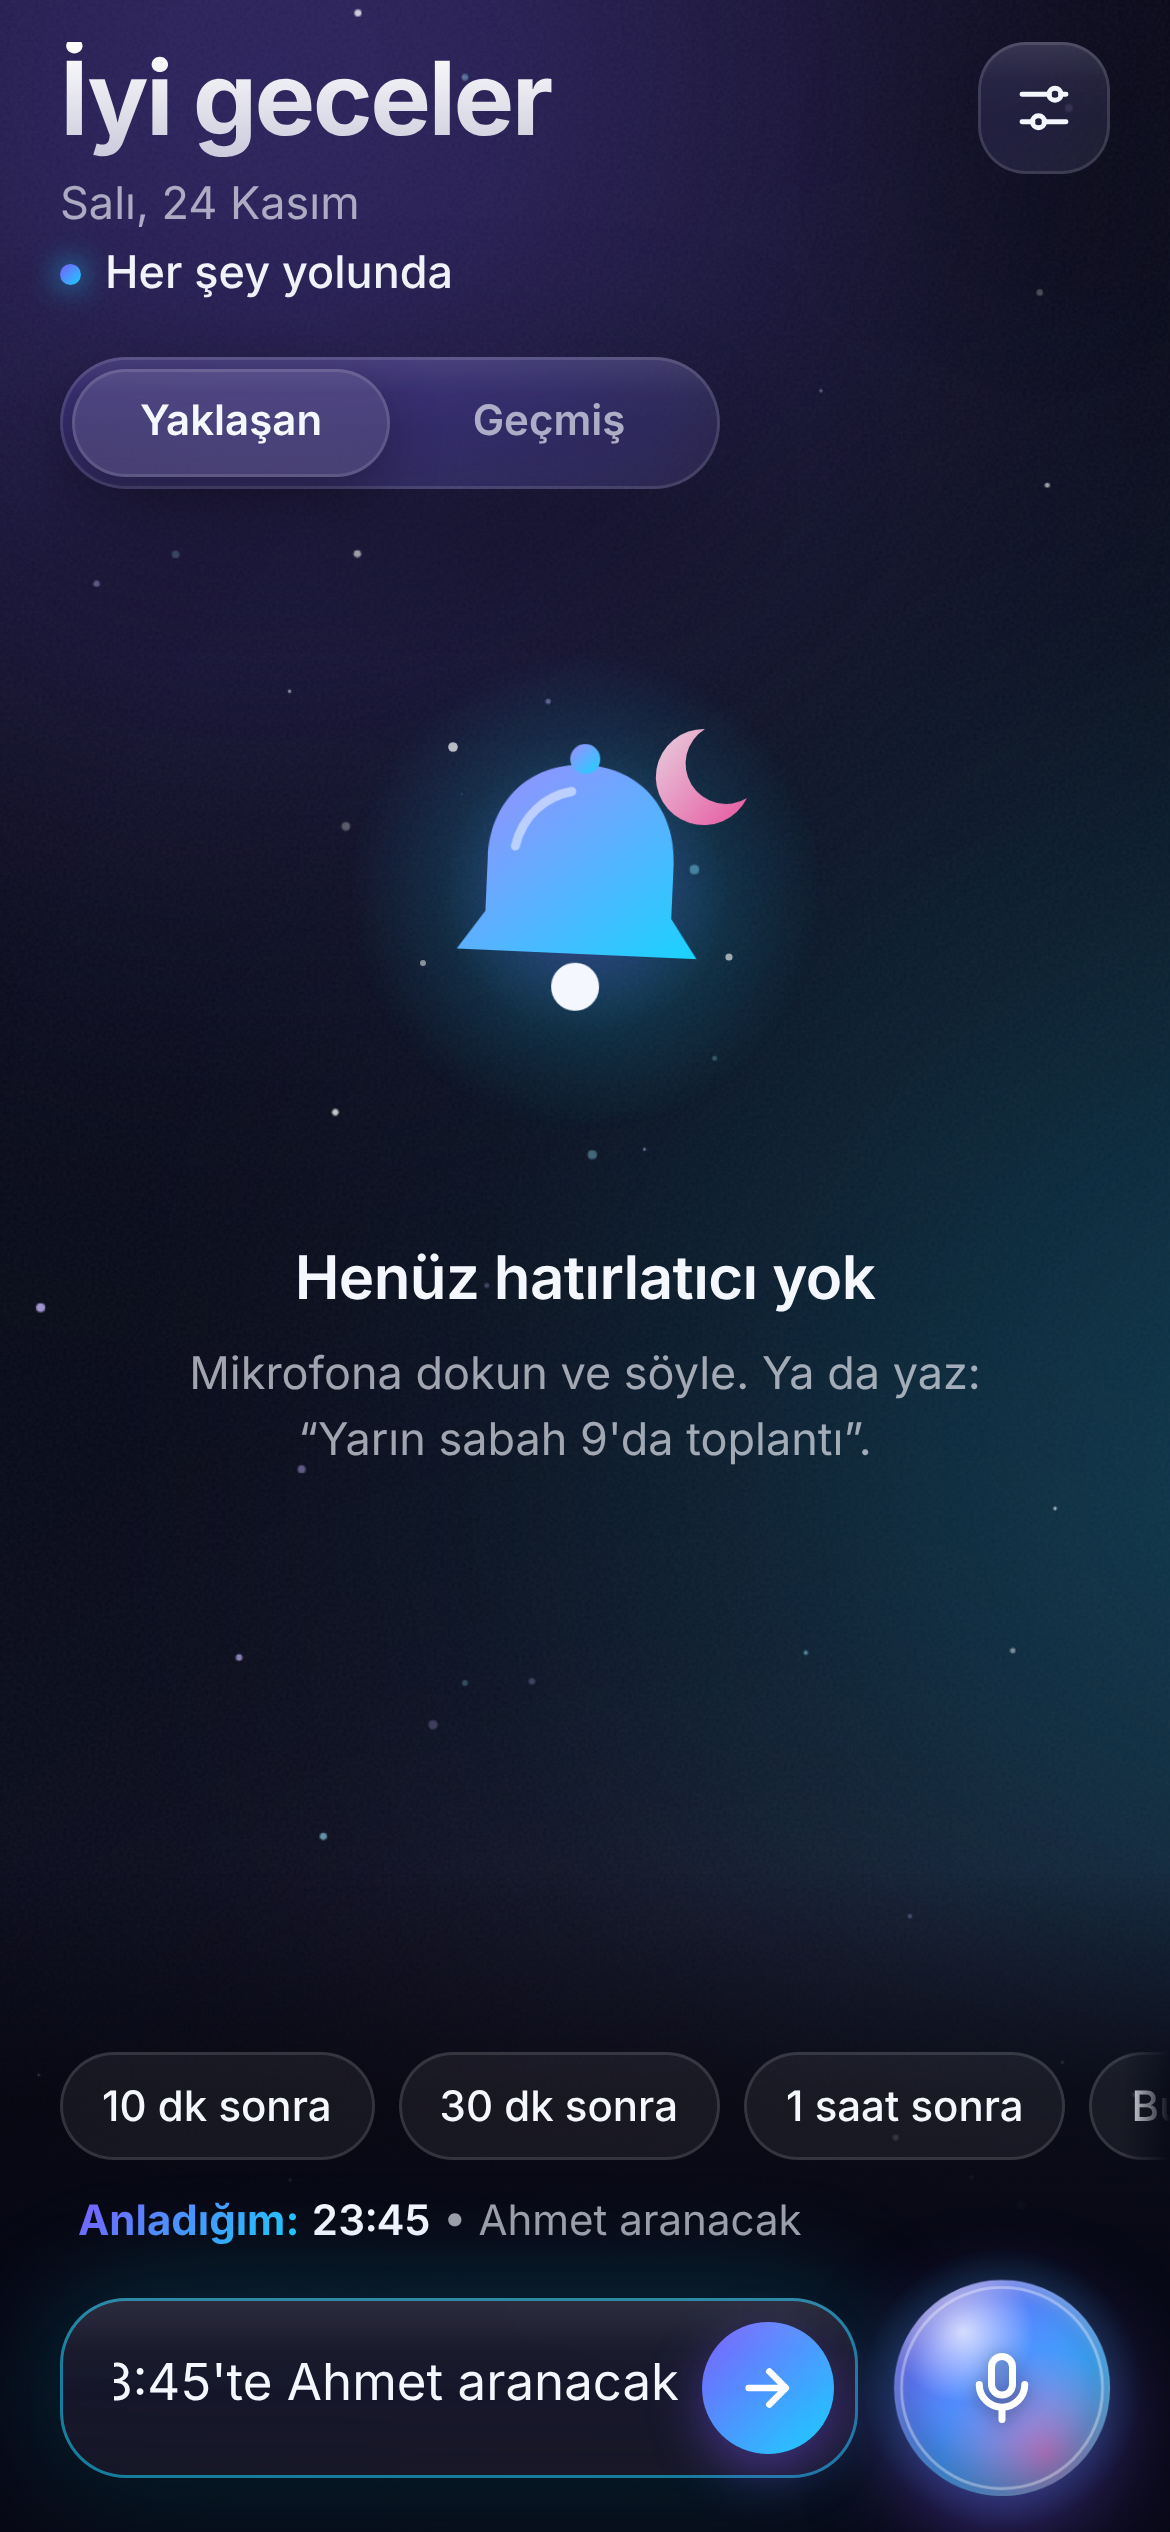 İyi geceler
Salı, 24 Kasım
Her şey yolunda
Yaklaşan
Geçmiş
Henüz hatırlatıcı yok
Mikrofona dokun ve söyle. Ya da yaz:
“Yarın sabah 9'da toplantı”.
10 dk sonra
30 dk sonra
1 saat sonra
Anladığım: 23:45 • Ahmet aranacak
3:45'te Ahmet aranacak